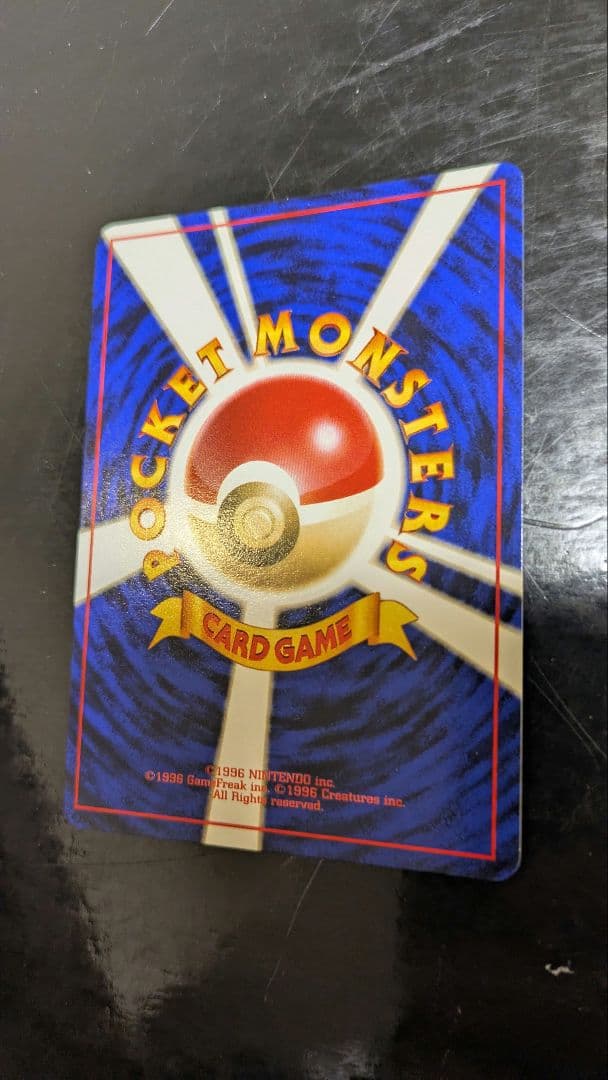 POCKET MONSTERS
CARD GAME
©1996 NINTENDO inc.
©1996 GameFreak inc. ©1996 Creatures inc.
All Rights reserved.